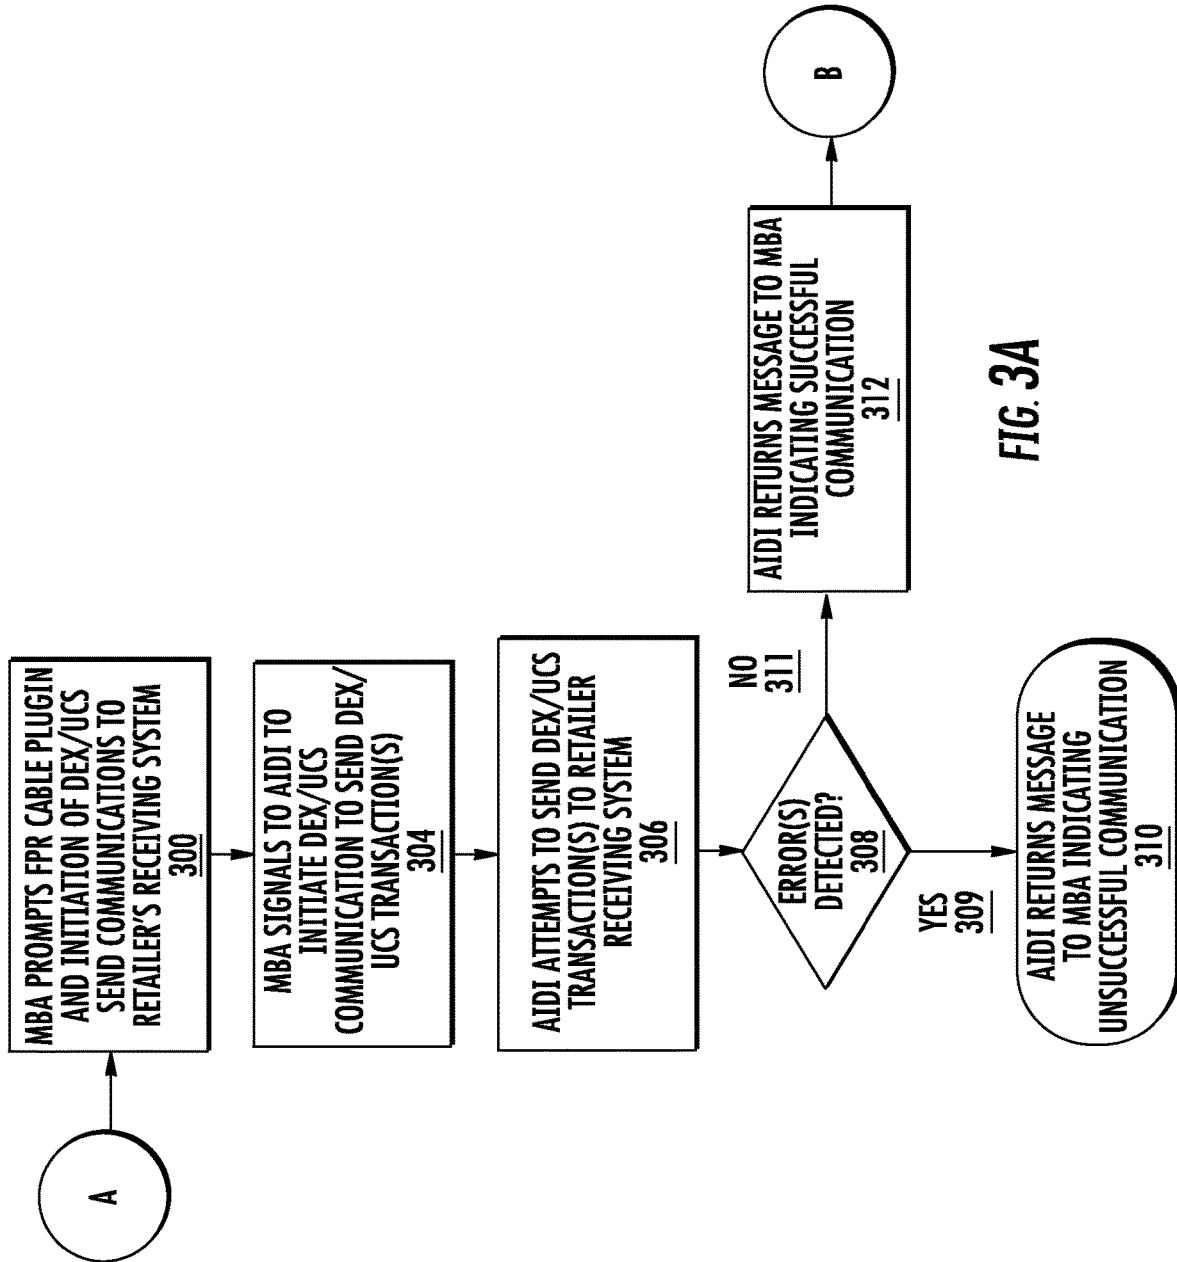 A
MBA PROMPTS FPR CABLE PLUGIN
AND INITIATION OF DEX/UCS
SEND COMMUNICATIONS TO
RETAILER'S RECEIVING SYSTEM
300
MBA SIGNALS TO AIDI TO
INITIATE DEX/UCS
COMMUNICATION TO SEND DEX/
UCS TRANSACTION(S)
304
AIDI ATTEMPTS TO SEND DEX/UCS
TRANSACTION(S) TO RETAILER
RECEIVING SYSTEM
306
ERROR(S)
DETECTED?
308
YES
309
AIDI RETURNS MESSAGE
TO MBA INDICATING
UNSUCCESSFUL COMMUNICATION
310
NO
311
AIDI RETURNS MESSAGE TO MBA
INDICATING SUCCESSFUL
COMMUNICATION
312
B
FIG. 3A